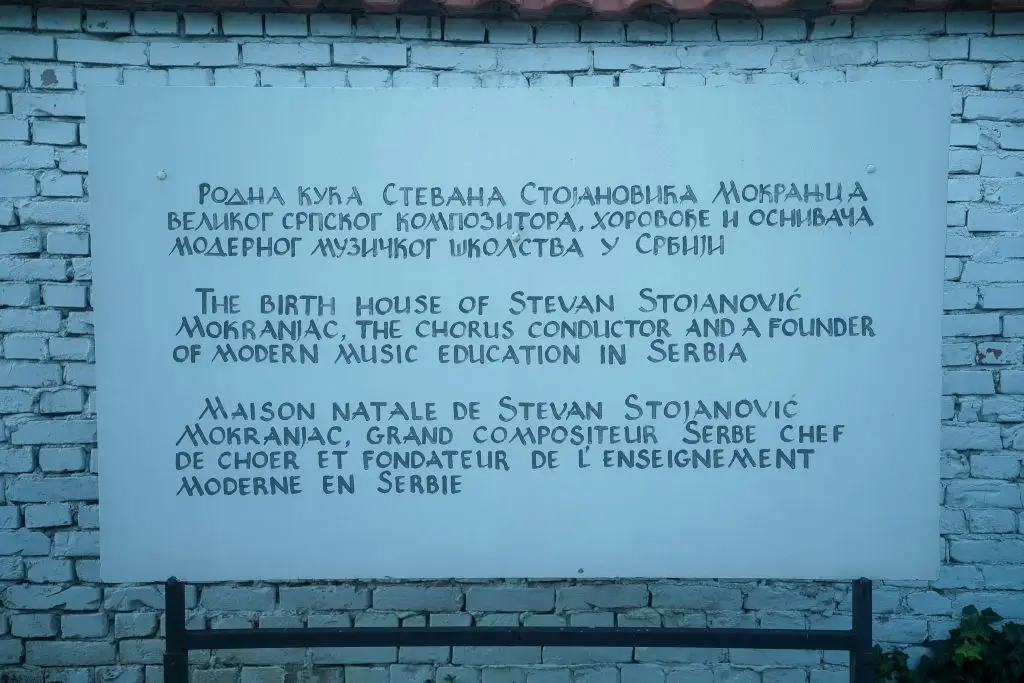 Родна кућа Стевана Стојановића Мокрањца
великог српског композитора, хоровође и оснивача
модерног музичког школства у Србији
The birth house of Stevan Stojanović
Mokranjac, the chorus conductor and a founder
of modern music education in Serbia
Maison natale de Stevan Stojanović
Mokranjac, grand compositeur Serbe chef
de choer et fondateur de l'enseignement
moderne en Serbie